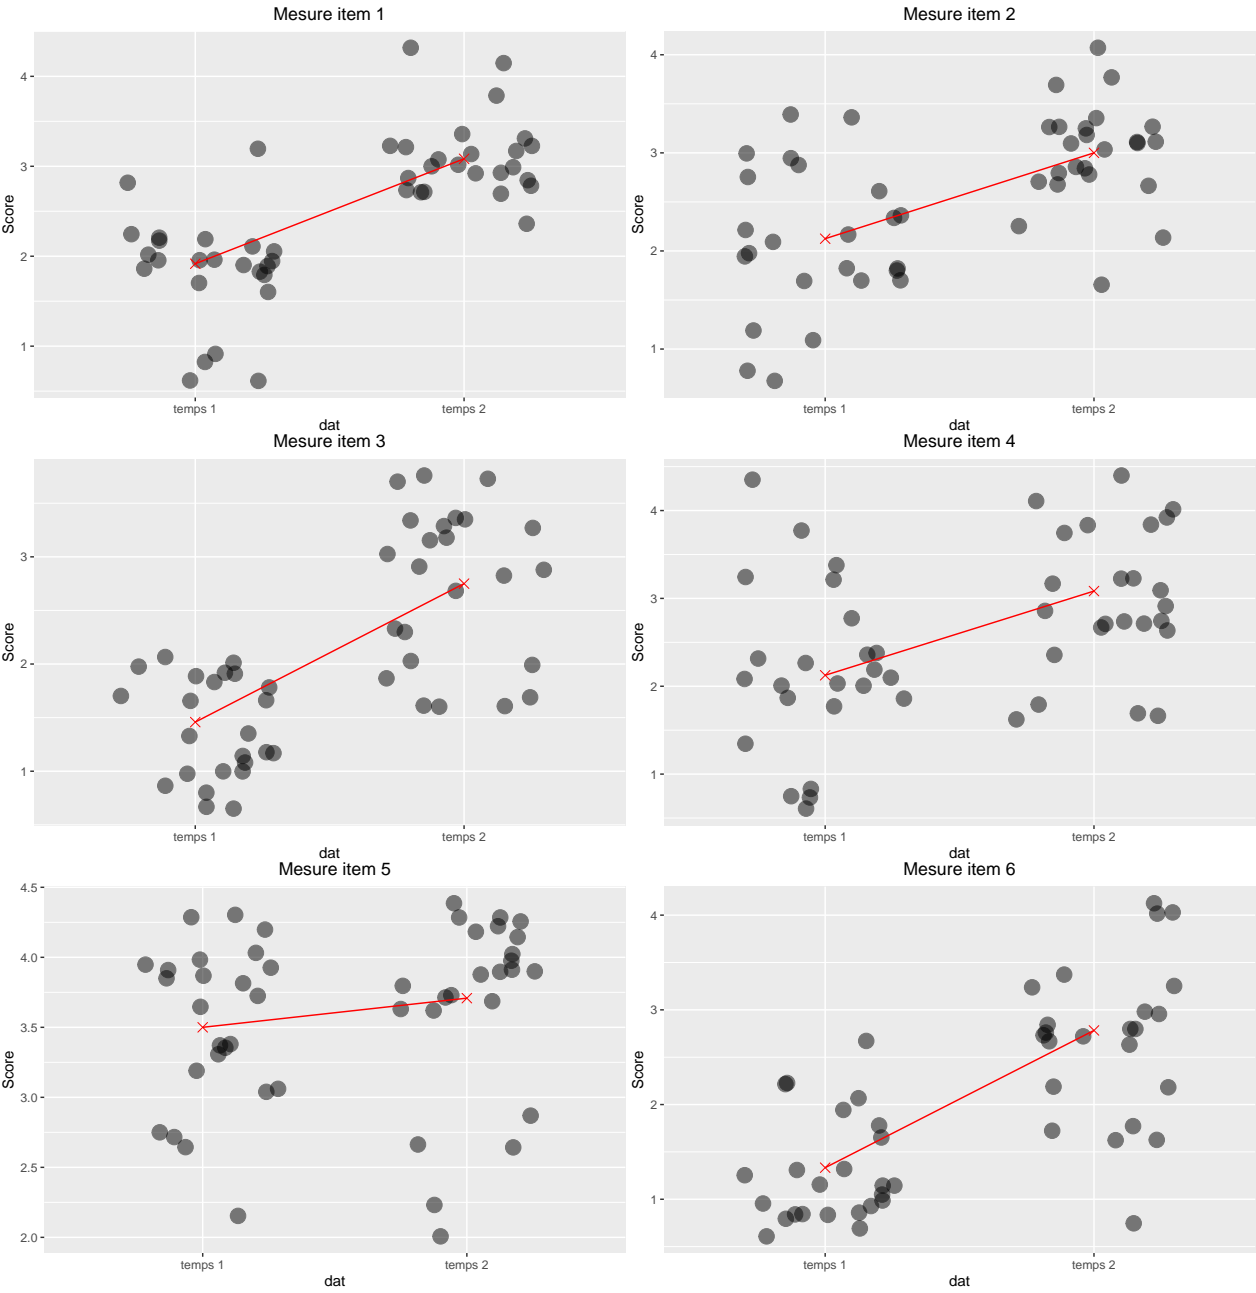 Mesure item 1
Score
4
3
2
1
temps 1 temps 2
dat
Mesure item 2
Score
4
3
2
1
temps 1 temps 2
dat
Mesure item 3
Score
3
2
1
temps 1 temps 2
dat
Mesure item 4
Score
4
3
2
1
temps 1 temps 2
dat
Mesure item 5
Score
4.5
4.0
3.5
3.0
2.5
2.0
temps 1 temps 2
dat
Mesure item 6
Score
4
3
2
1
temps 1 temps 2
dat